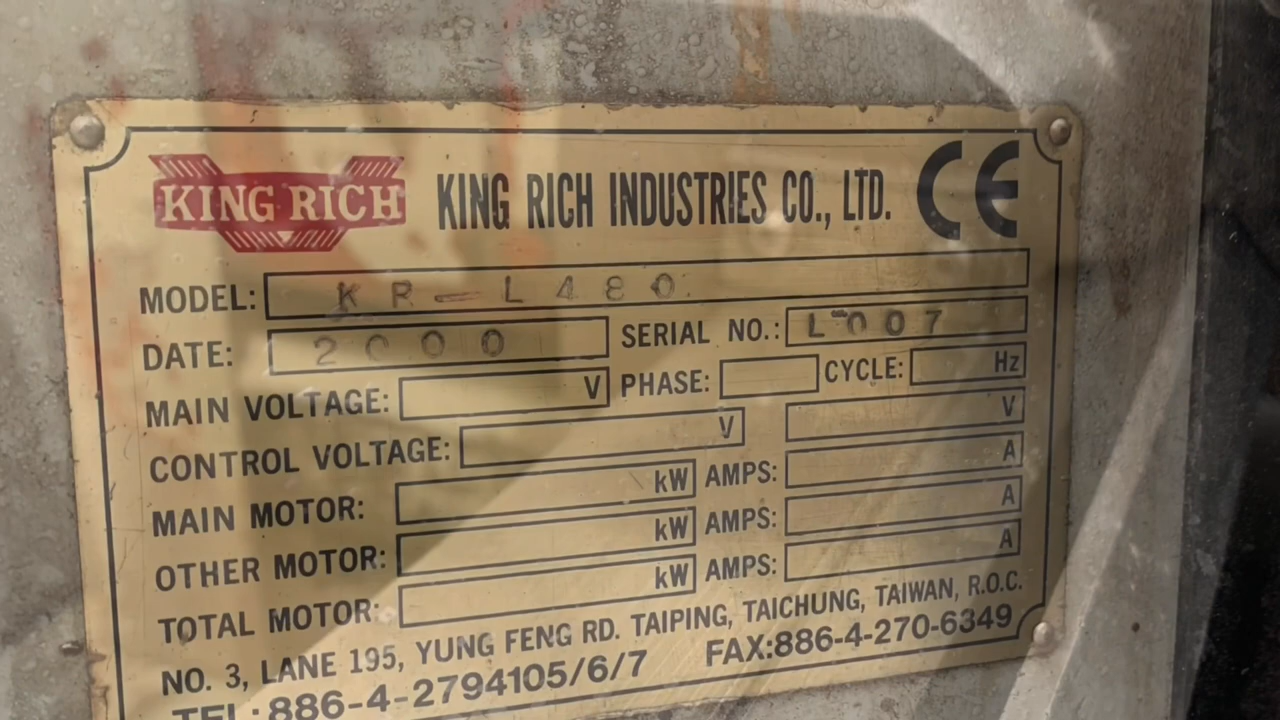 KING RICH KING RICH INDUSTRIES CO., LTD. CE
MODEL: KR-L480
DATE: 2000 SERIAL NO.: L-007
MAIN VOLTAGE: V PHASE: CYCLE: Hz
CONTROL VOLTAGE: V V
MAIN MOTOR: kW AMPS: A
OTHER MOTOR: kW AMPS: A
TOTAL MOTOR: kW AMPS: A
NO. 3, LANE 195, YUNG FENG RD. TAIPING, TAICHUNG, TAIWAN, R.O.C.
TEL:886-4-2794105/6/7 FAX:886-4-270-6349